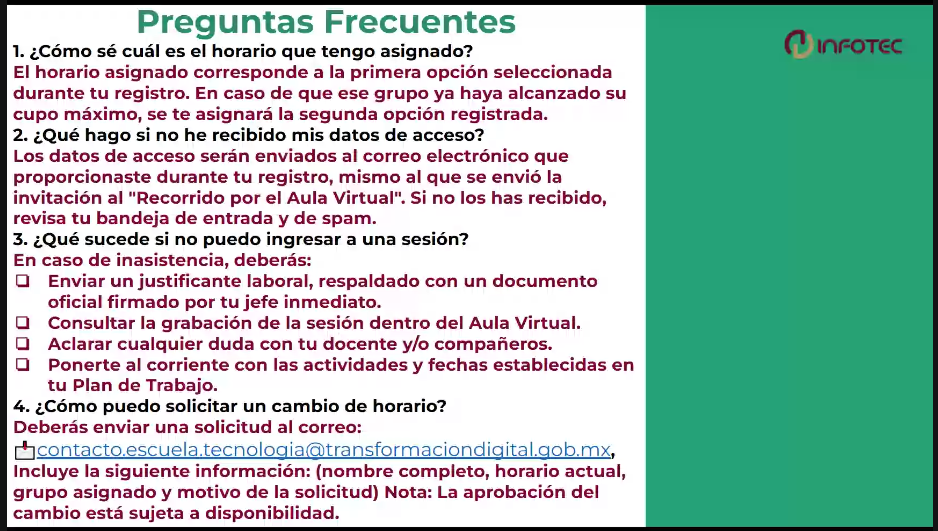 Preguntas Frecuentes
INFOTEC
1. ¿Cómo sé cuál es el horario que tengo asignado?
El horario asignado corresponde a la primera opción seleccionada
durante tu registro. En caso de que ese grupo ya haya alcanzado su
cupo máximo, se te asignará la segunda opción registrada.
2. ¿Qué hago si no he recibido mis datos de acceso?
Los datos de acceso serán enviados al correo electrónico que
proporcionaste durante tu registro, mismo al que se envió la
invitación al "Recorrido por el Aula Virtual". Si no los has recibido,
revisa tu bandeja de entrada y de spam.
3. ¿Qué sucede si no puedo ingresar a una sesión?
En caso de inasistencia, deberás:
❑ Enviar un justificante laboral, respaldado con un documento
oficial firmado por tu jefe inmediato.
❑ Consultar la grabación de la sesión dentro del Aula Virtual.
❑ Aclarar cualquier duda con tu docente y/o compañeros.
❑ Ponerte al corriente con las actividades y fechas establecidas en
tu Plan de Trabajo.
4. ¿Cómo puedo solicitar un cambio de horario?
Deberás enviar una solicitud al correo:
📩contacto.escuela.tecnologia@transformaciondigital.gob.mx,
Incluye la siguiente información: (nombre completo, horario actual,
grupo asignado y motivo de la solicitud) Nota: La aprobación del
cambio está sujeta a disponibilidad.